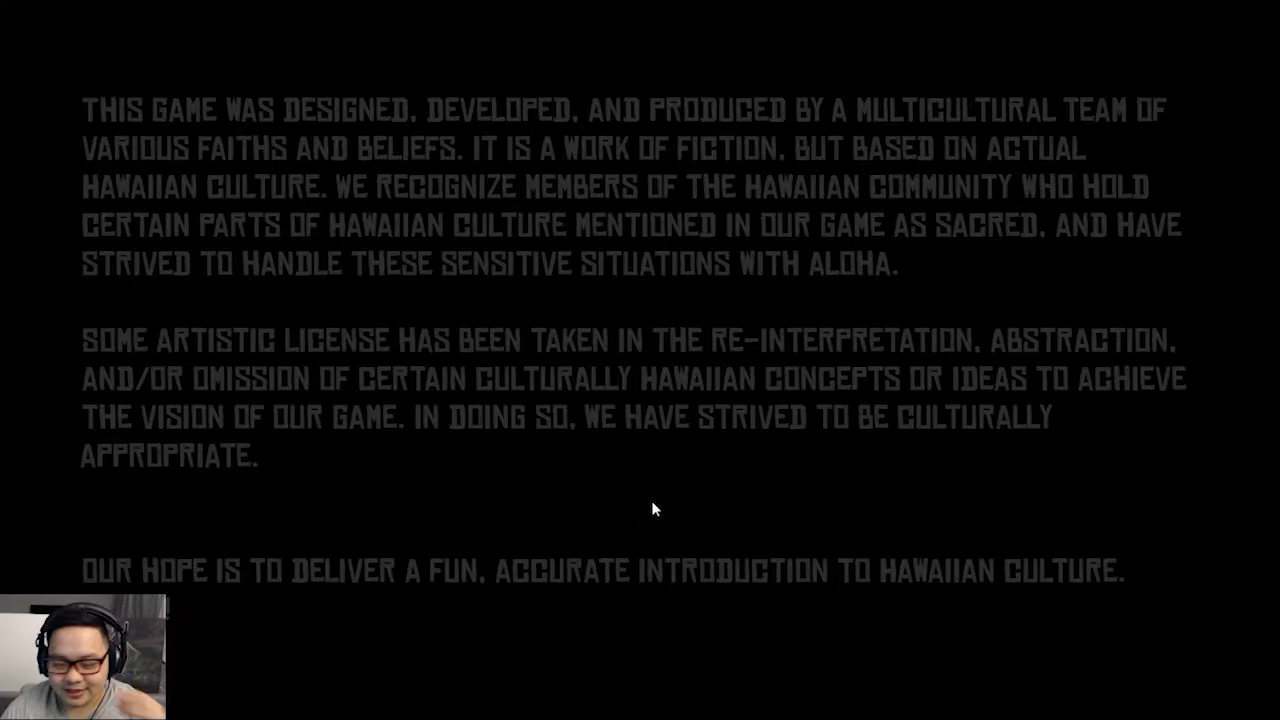 THIS GAME WAS DESIGNED, DEVELOPED, AND PRODUCED BY A MULTICULTURAL TEAM OF
VARIOUS FAITHS AND BELIEFS. IT IS A WORK OF FICTION, BUT BASED ON ACTUAL
HAWAIIAN CULTURE. WE RECOGNIZE MEMBERS OF THE HAWAIIAN COMMUNITY WHO HOLD
CERTAIN PARTS OF HAWAIIAN CULTURE MENTIONED IN OUR GAME AS SACRED, AND HAVE
STRIVED TO HANDLE THESE SENSITIVE SITUATIONS WITH ALOHA.
SOME ARTISTIC LICENSE HAS BEEN TAKEN IN THE RE-INTERPRETATION, ABSTRACTION,
AND/OR OMISSION OF CERTAIN CULTURALLY HAWAIIAN CONCEPTS OR IDEAS TO ACHIEVE
THE VISION OF OUR GAME. IN DOING SO, WE HAVE STRIVED TO BE CULTURALLY
APPROPRIATE.
OUR HOPE IS TO DELIVER A FUN, ACCURATE INTRODUCTION TO HAWAIIAN CULTURE.